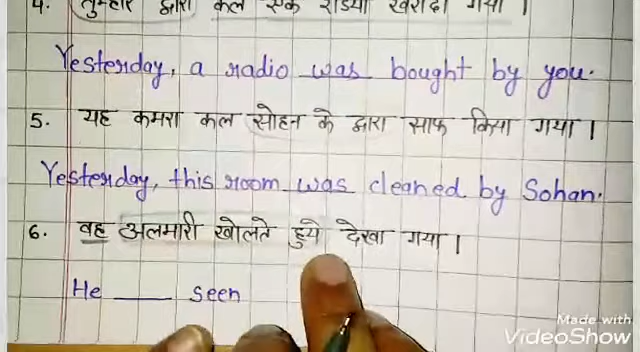 4. तुम्हारे द्वारा कल एक रेडियो खरीदा गया ।
Yesterday, a radio was bought by you.
5. यह कमरा कल सोहन के द्वारा साफ किया गया ।
Yesterday, this room was cleaned by Sohan.
6. वह अलमारी खोलते हुये देखा गया ।
He ___ seen
Made with
VideoShow